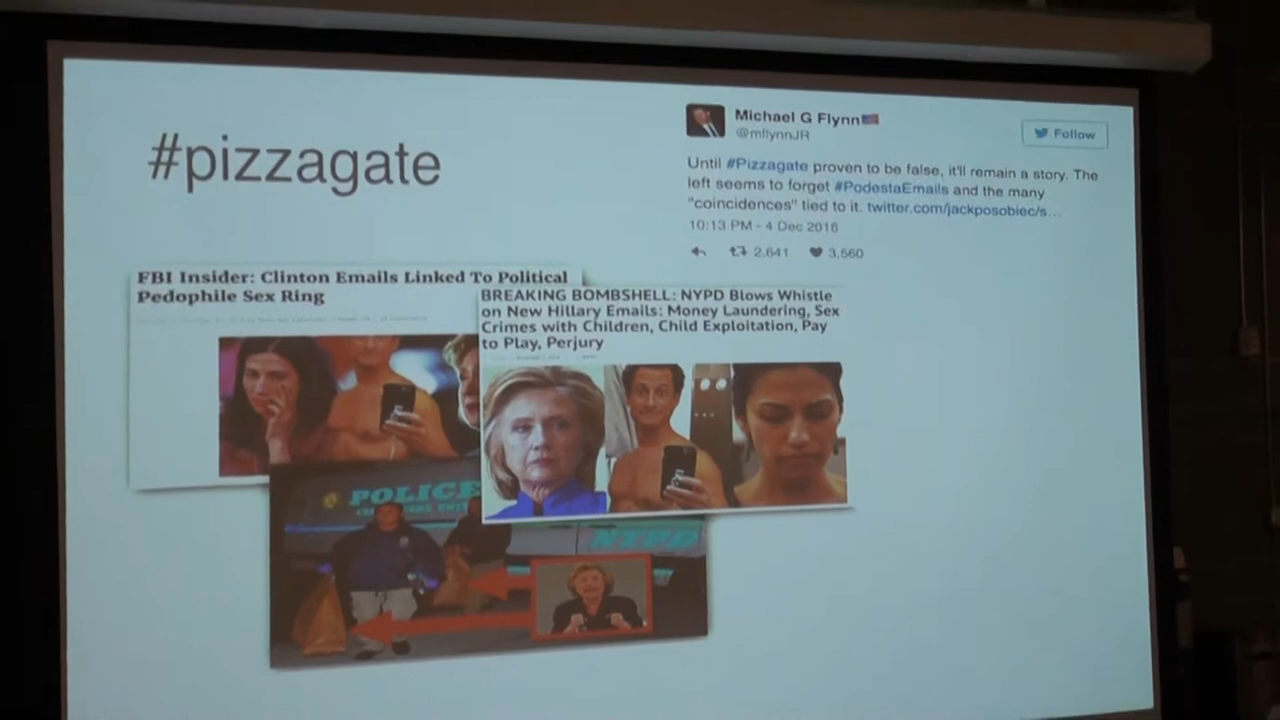 #pizzagate
Michael G Flynn
@mflynnJR
Follow
Until #Pizzagate proven to be false, it'll remain a story. The
left seems to forget #PodestaEmails and the many
"coincidences" tied to it. twitter.com/jackposobiec/s…
10:13 PM - 4 Dec 2016
2,641 3,560
FBI Insider: Clinton Emails Linked To Political
Pedophile Sex Ring
BREAKING BOMBSHELL: NYPD Blows Whistle
on New Hillary Emails: Money Laundering, Sex
Crimes with Children, Child Exploitation, Pay
to Play, Perjury
POLICE
NYPD